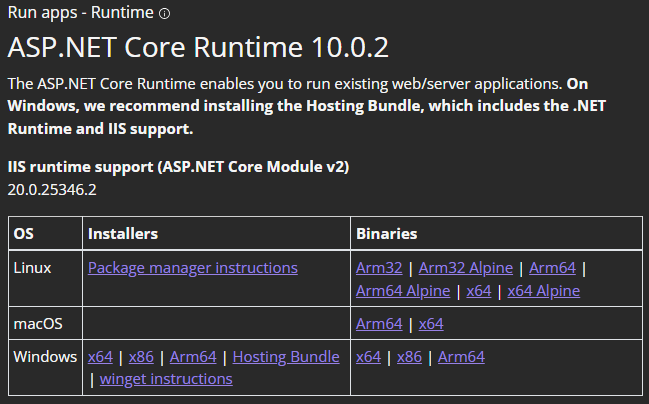 Run apps - Runtime ⓘ
ASP.NET Core Runtime 10.0.2
The ASP.NET Core Runtime enables you to run existing web/server applications. On
Windows, we recommend installing the Hosting Bundle, which includes the .NET
Runtime and IIS support.
IIS runtime support (ASP.NET Core Module v2)
20.0.25346.2
OS Installers Binaries
Linux Package manager instructions Arm32 | Arm32 Alpine | Arm64 |
Arm64 Alpine | x64 | x64 Alpine
macOS Arm64 | x64
Windows x64 | x86 | Arm64 | Hosting Bundle x64 | x86 | Arm64
| winget instructions